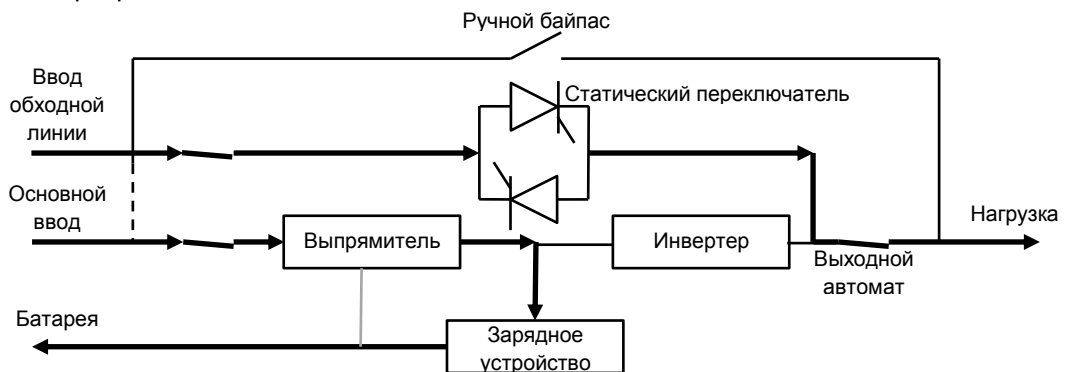 Ручной байпас
Ввод
обходной
линии
Статический переключатель
Основной
ввод
Выпрямитель
Инвертер
Нагрузка
Выходной
автомат
Батарея
Зарядное
устройство